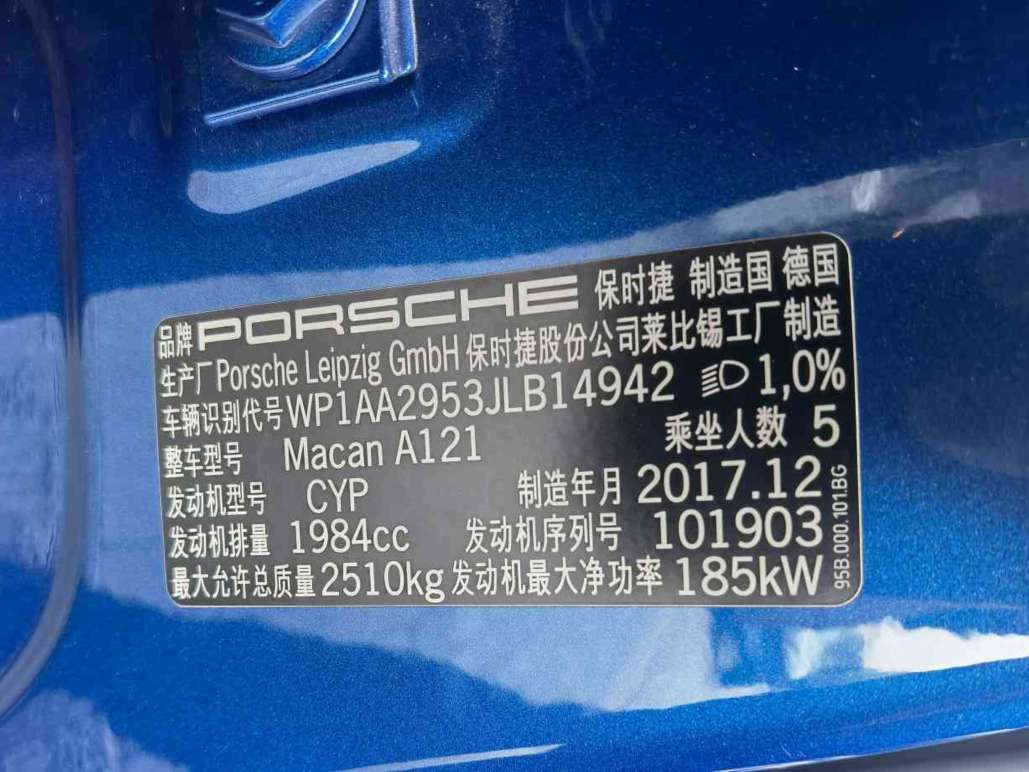 品牌 PORSCHE 保时捷 制造国 德国
生产厂 Porsche Leipzig GmbH 保时捷股份公司莱比锡工厂制造
车辆识别代号 WP1AA2953JLB14942 1,0%
整车型号 Macan A121 乘坐人数 5
发动机型号 CYP 制造年月 2017.12
发动机排量 1984cc 发动机序列号 101903
最大允许总质量 2510kg 发动机最大净功率 185kW
95B.000.101.BG